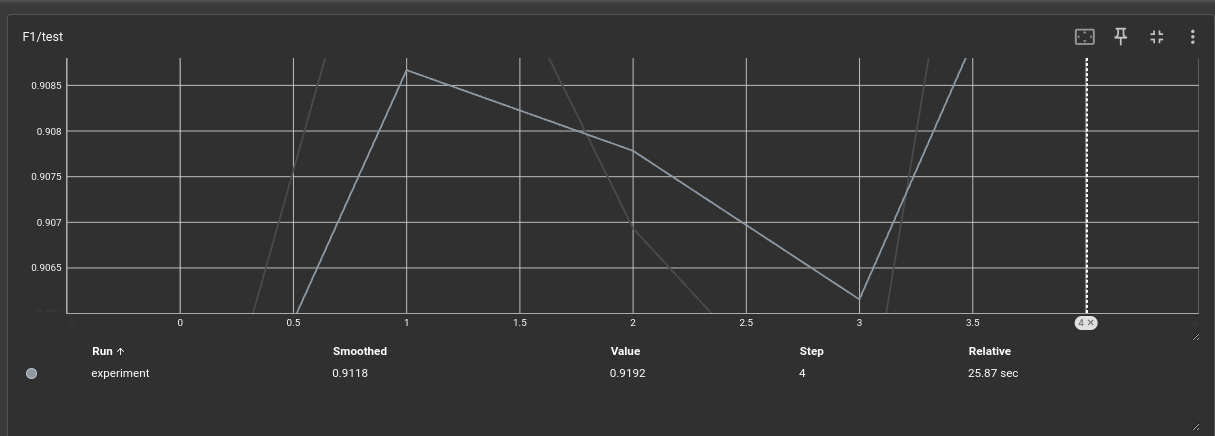 F1/test
0.9085
0.908
0.9075
0.907
0.9065
0 0.5 1 1.5 2 2.5 3 3.5 4 ×
Run ↑ Smoothed Value Step Relative
experiment 0.9118 0.9192 4 25.87 sec